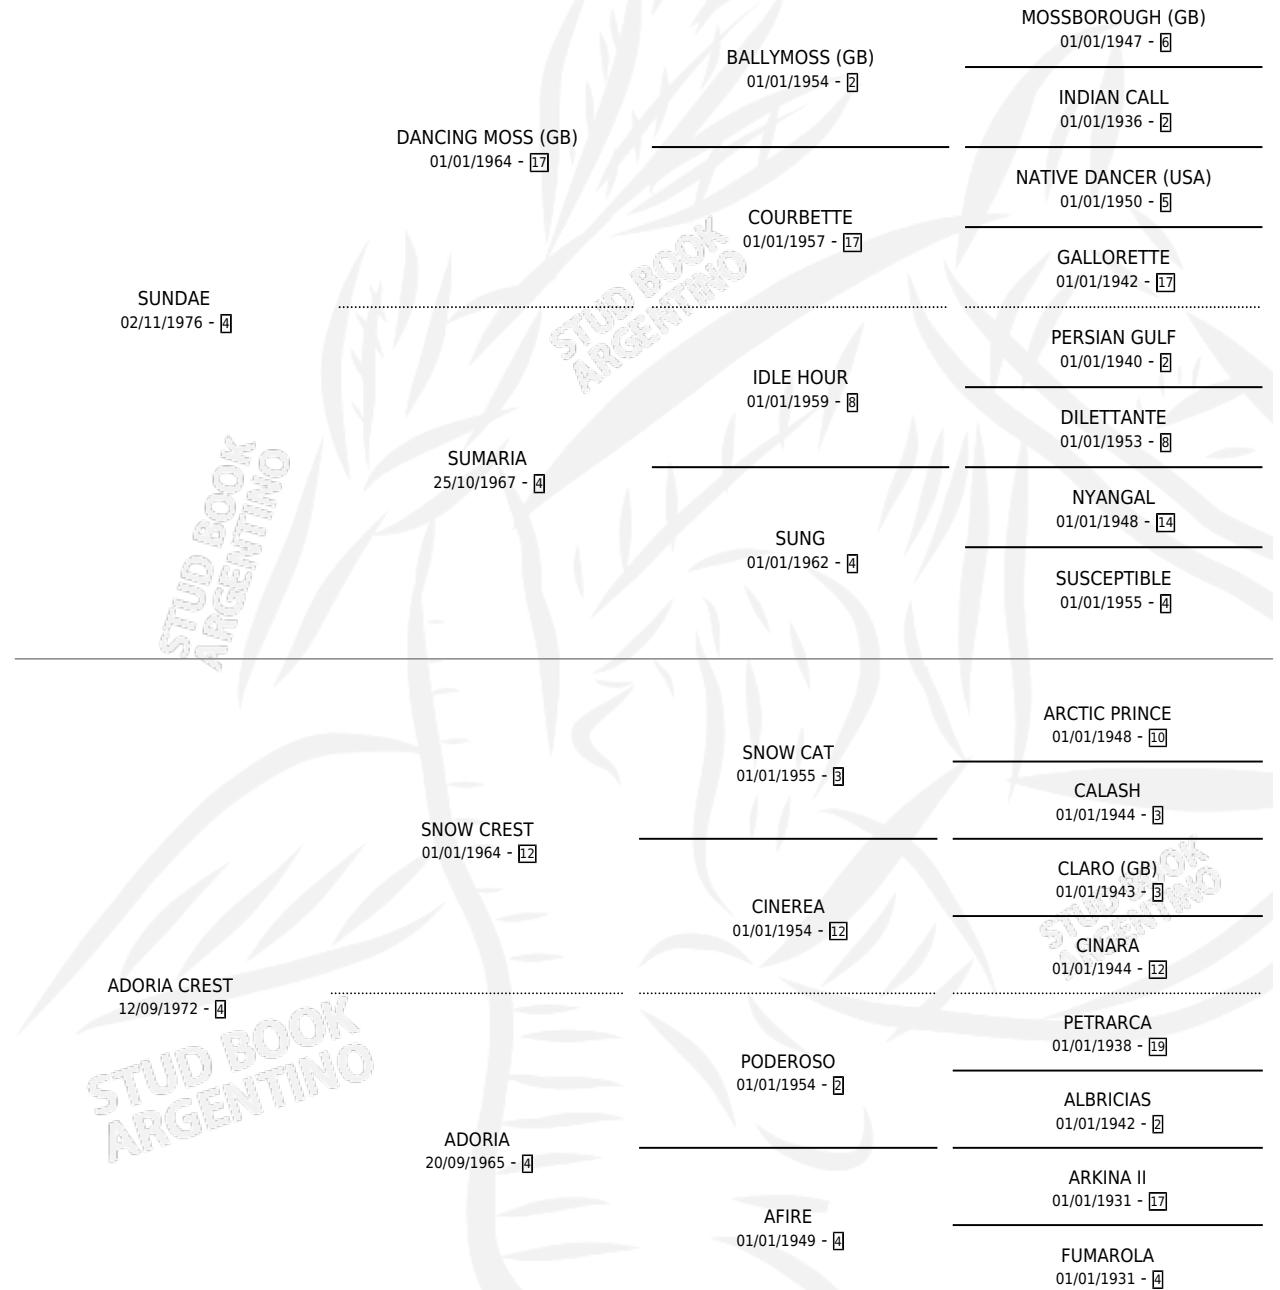 MOSSBOROUGH (GB)
01/01/1947 - 6
BALLYMOSS (GB)
01/01/1954 - 2
INDIAN CALL
01/01/1936 - 2
DANCING MOSS (GB)
01/01/1964 - 17
NATIVE DANCER (USA)
01/01/1950 - 5
COURBETTE
01/01/1957 - 17
GALLORETTE
01/01/1942 - 17
SUNDAE
02/11/1976 - 4
PERSIAN GULF
01/01/1940 - 2
IDLE HOUR
01/01/1959 - 8
DILETTANTE
01/01/1953 - 8
SUMARIA
25/10/1967 - 4
NYANGAL
01/01/1948 - 14
SUNG
01/01/1962 - 4
SUSCEPTIBLE
01/01/1955 - 4
STUD BOOK
ARGENTINO
STUD BOOK
ARGENTINO
ARCTIC PRINCE
01/01/1948 - 10
SNOW CAT
01/01/1955 - 3
CALASH
01/01/1944 - 3
SNOW CREST
01/01/1964 - 12
CLARO (GB)
01/01/1943 - 3
CINEREA
01/01/1954 - 12
CINARA
01/01/1944 - 12
ADORIA CREST
12/09/1972 - 4
PETRARCA
01/01/1938 - 19
PODEROSO
01/01/1954 - 2
ALBRICIAS
01/01/1942 - 2
ADORIA
20/09/1965 - 4
ARKINA II
01/01/1931 - 17
AFIRE
01/01/1949 - 4
FUMAROLA
01/01/1931 - 4
STUD BOOK
ARGENTINO
STUD BOOK
ARGENTINO